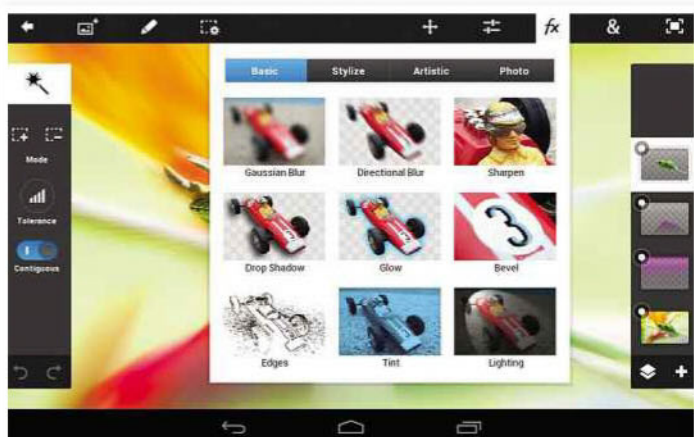 fx
&
Basic Stylize Artistic Photo
Mode
Tolerance
Contiguous
Gaussian Blur Directional Blur Sharpen
3
Drop Shadow Glow Bevel
Edges Tint Lighting